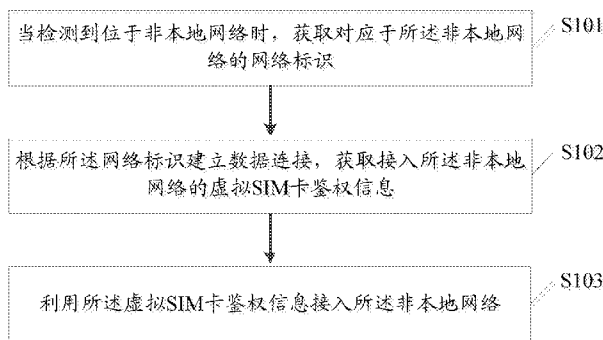 当检测到位于非本地网络时，获取对应于所述非本地网
络的网络标识
S101
根据所述网络标识建立数据连接，获取接入所述非本地
网络的虚拟SIM卡鉴权信息
S102
利用所述虚拟SIM卡鉴权信息接入所述非本地网络
S103